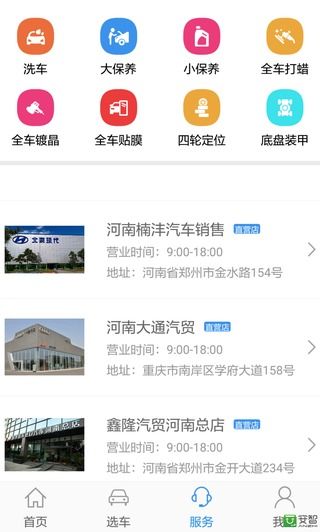 洗车 大保养 小保养 全车打蜡
全车镀晶 全车贴膜 四轮定位 底盘装甲
河南楠沣汽车销售 直营店
营业时间：9:00-18:00
地址：河南省郑州市金水路154号
北京现代
河南大通汽贸 直营店
营业时间：9:00-18:00
地址：重庆市南岸区学府大道158号
鑫隆汽贸河南总店 直营店
营业时间：9:00-18:00
地址：河南省郑州市金开大道234号
首页 选车 服务 我
安智